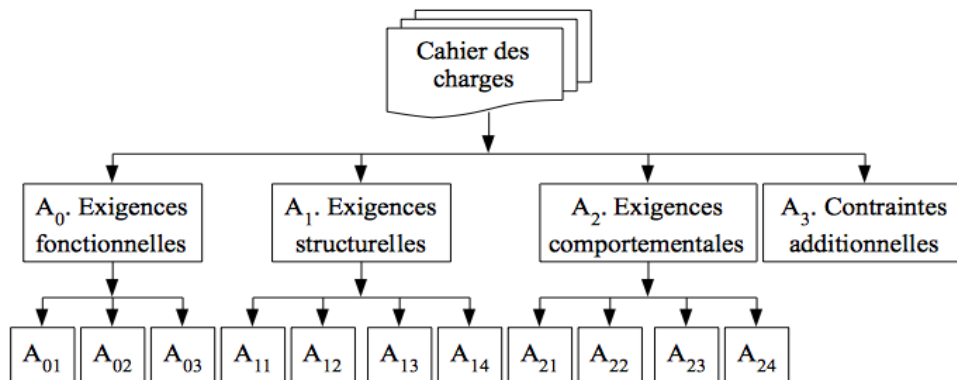 Cahier des
charges
A₀. Exigences
fonctionnelles
A₁. Exigences
structurelles
A₂. Exigences
comportementales
A₃. Contraintes
additionnelles
A₀₁
A₀₂
A₀₃
A₁₁
A₁₂
A₁₃
A₁₄
A₂₁
A₂₂
A₂₃
A₂₄